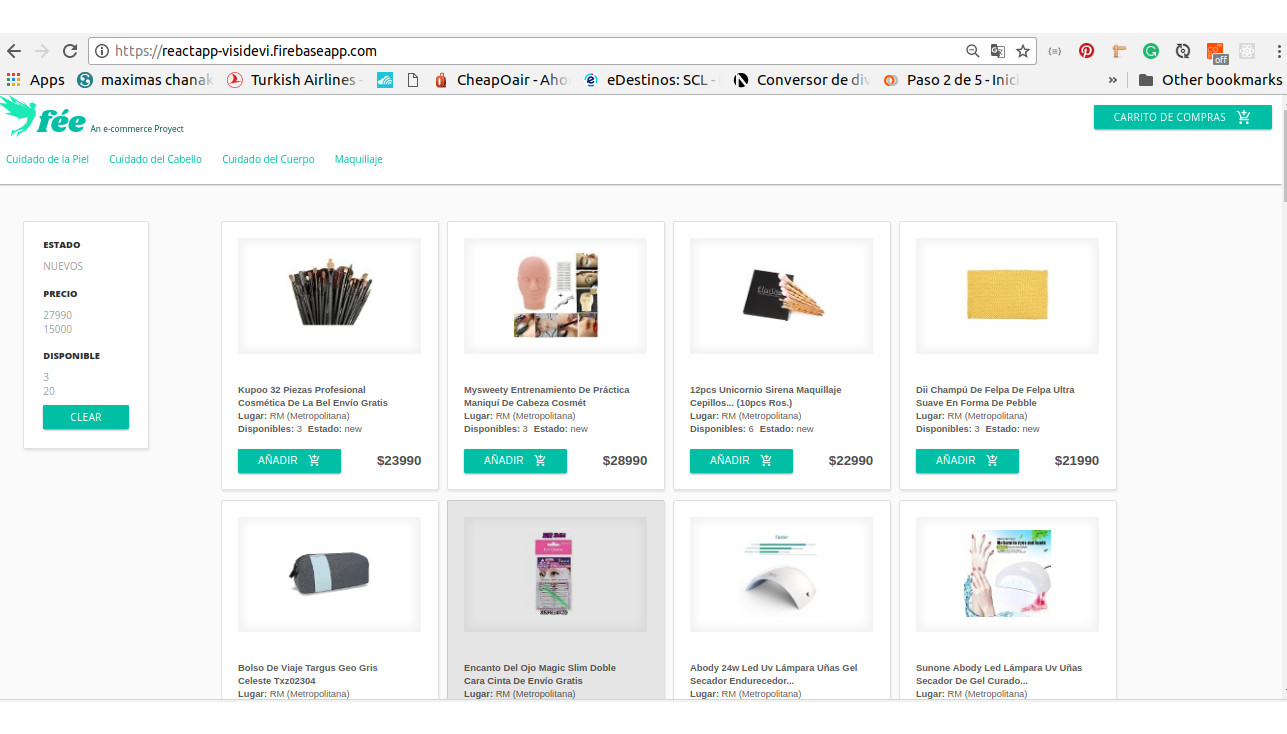 https://reactapp-visidevi.firebaseapp.com
Apps maximas chanak Turkish Airlines - CheapOair - Aho eDestinos: SCL - Conversor de div Paso 2 de 5 - Inici » Other bookmarks
off
fée An e-commerce Proyect
CARRITO DE COMPRAS
Cuidado de la Piel Cuidado del Cabello Cuidado del Cuerpo Maquillaje
ESTADO
NUEVOS
PRECIO
27990
15000
DISPONIBLE
3
20
CLEAR
Kupoo 32 Piezas Profesional
Cosmética De La Bel Envío Gratis
Lugar: RM (Metropolitana)
Disponibles: 3 Estado: new
AÑADIR $23990
Mysweety Entrenamiento De Práctica
Maniquí De Cabeza Cosmét
Lugar: RM (Metropolitana)
Disponibles: 3 Estado: new
AÑADIR $28990
12pcs Unicornio Sirena Maquillaje
Cepillos... (10pcs Ros.)
Lugar: RM (Metropolitana)
Disponibles: 6 Estado: new
AÑADIR $22990
Dii Champú De Felpa De Felpa Ultra
Suave En Forma De Pebble
Lugar: RM (Metropolitana)
Disponibles: 3 Estado: new
AÑADIR $21990
Bolso De Viaje Targus Geo Gris
Celeste Txz02304
Lugar: RM (Metropolitana)
Encanto Del Ojo Magic Slim Doble
Cara Cinta De Envío Gratis
Lugar: RM (Metropolitana)
Faster
Abody 24w Led Uv Lámpara Uñas Gel
Secador Endurecedor...
Lugar: RM (Metropolitana)
Sunone Abody Led Lámpara Uv Uñas
Secador De Gel Curado...
Lugar: RM (Metropolitana)